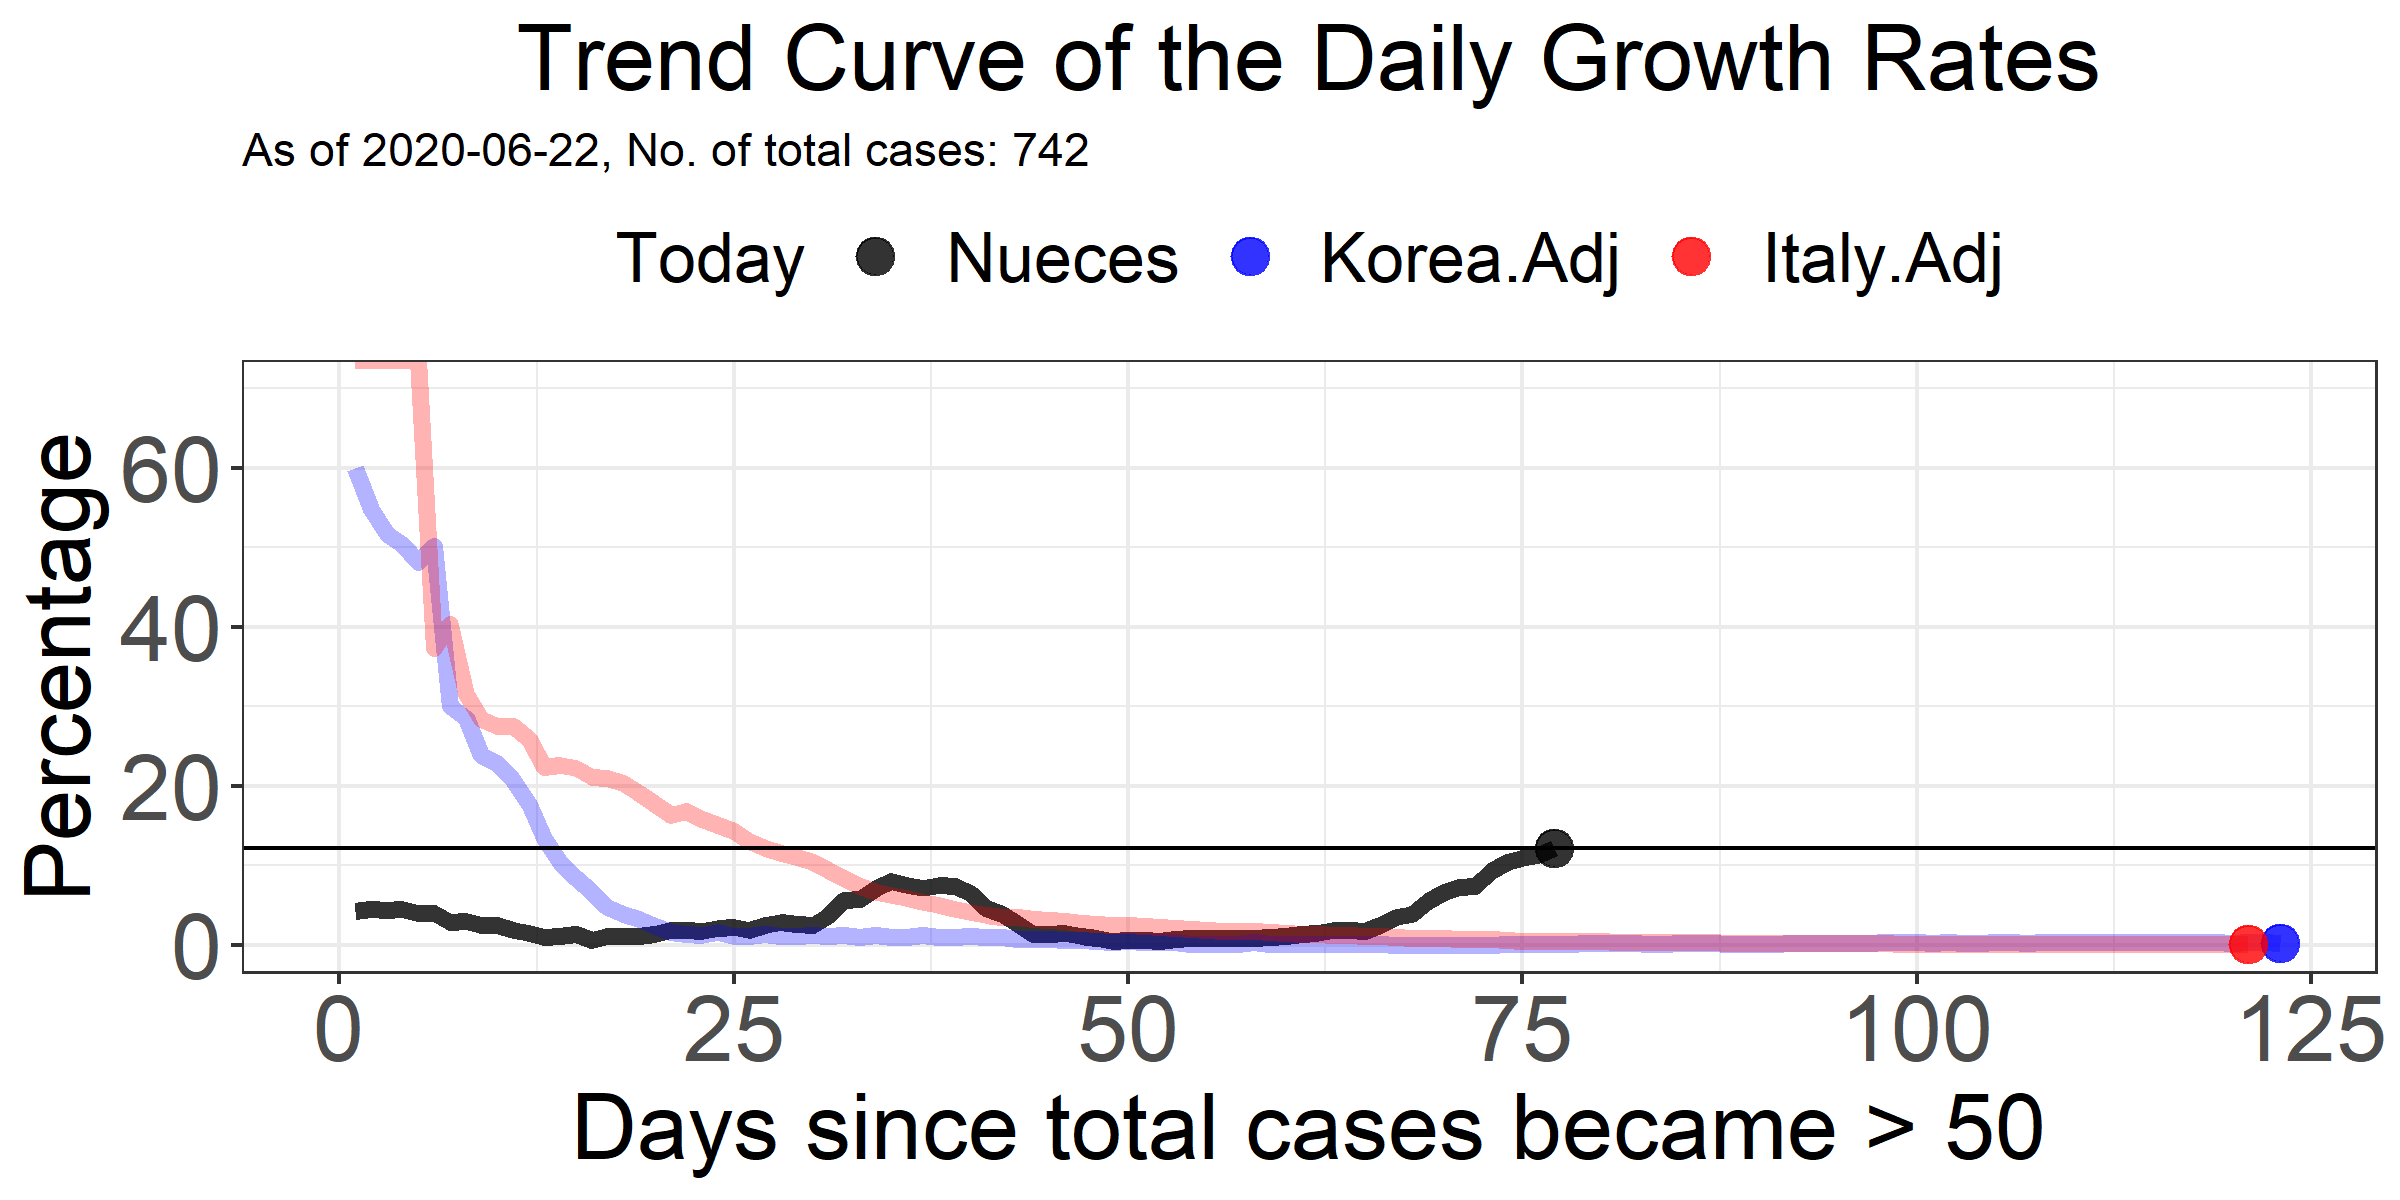 Trend Curve of the Daily Growth Rates
As of 2020-06-22, No. of total cases: 742
Today Nueces Korea.Adj Italy.Adj
Percentage
60
40
20
0
0 25 50 75 100 125
Days since total cases became > 50